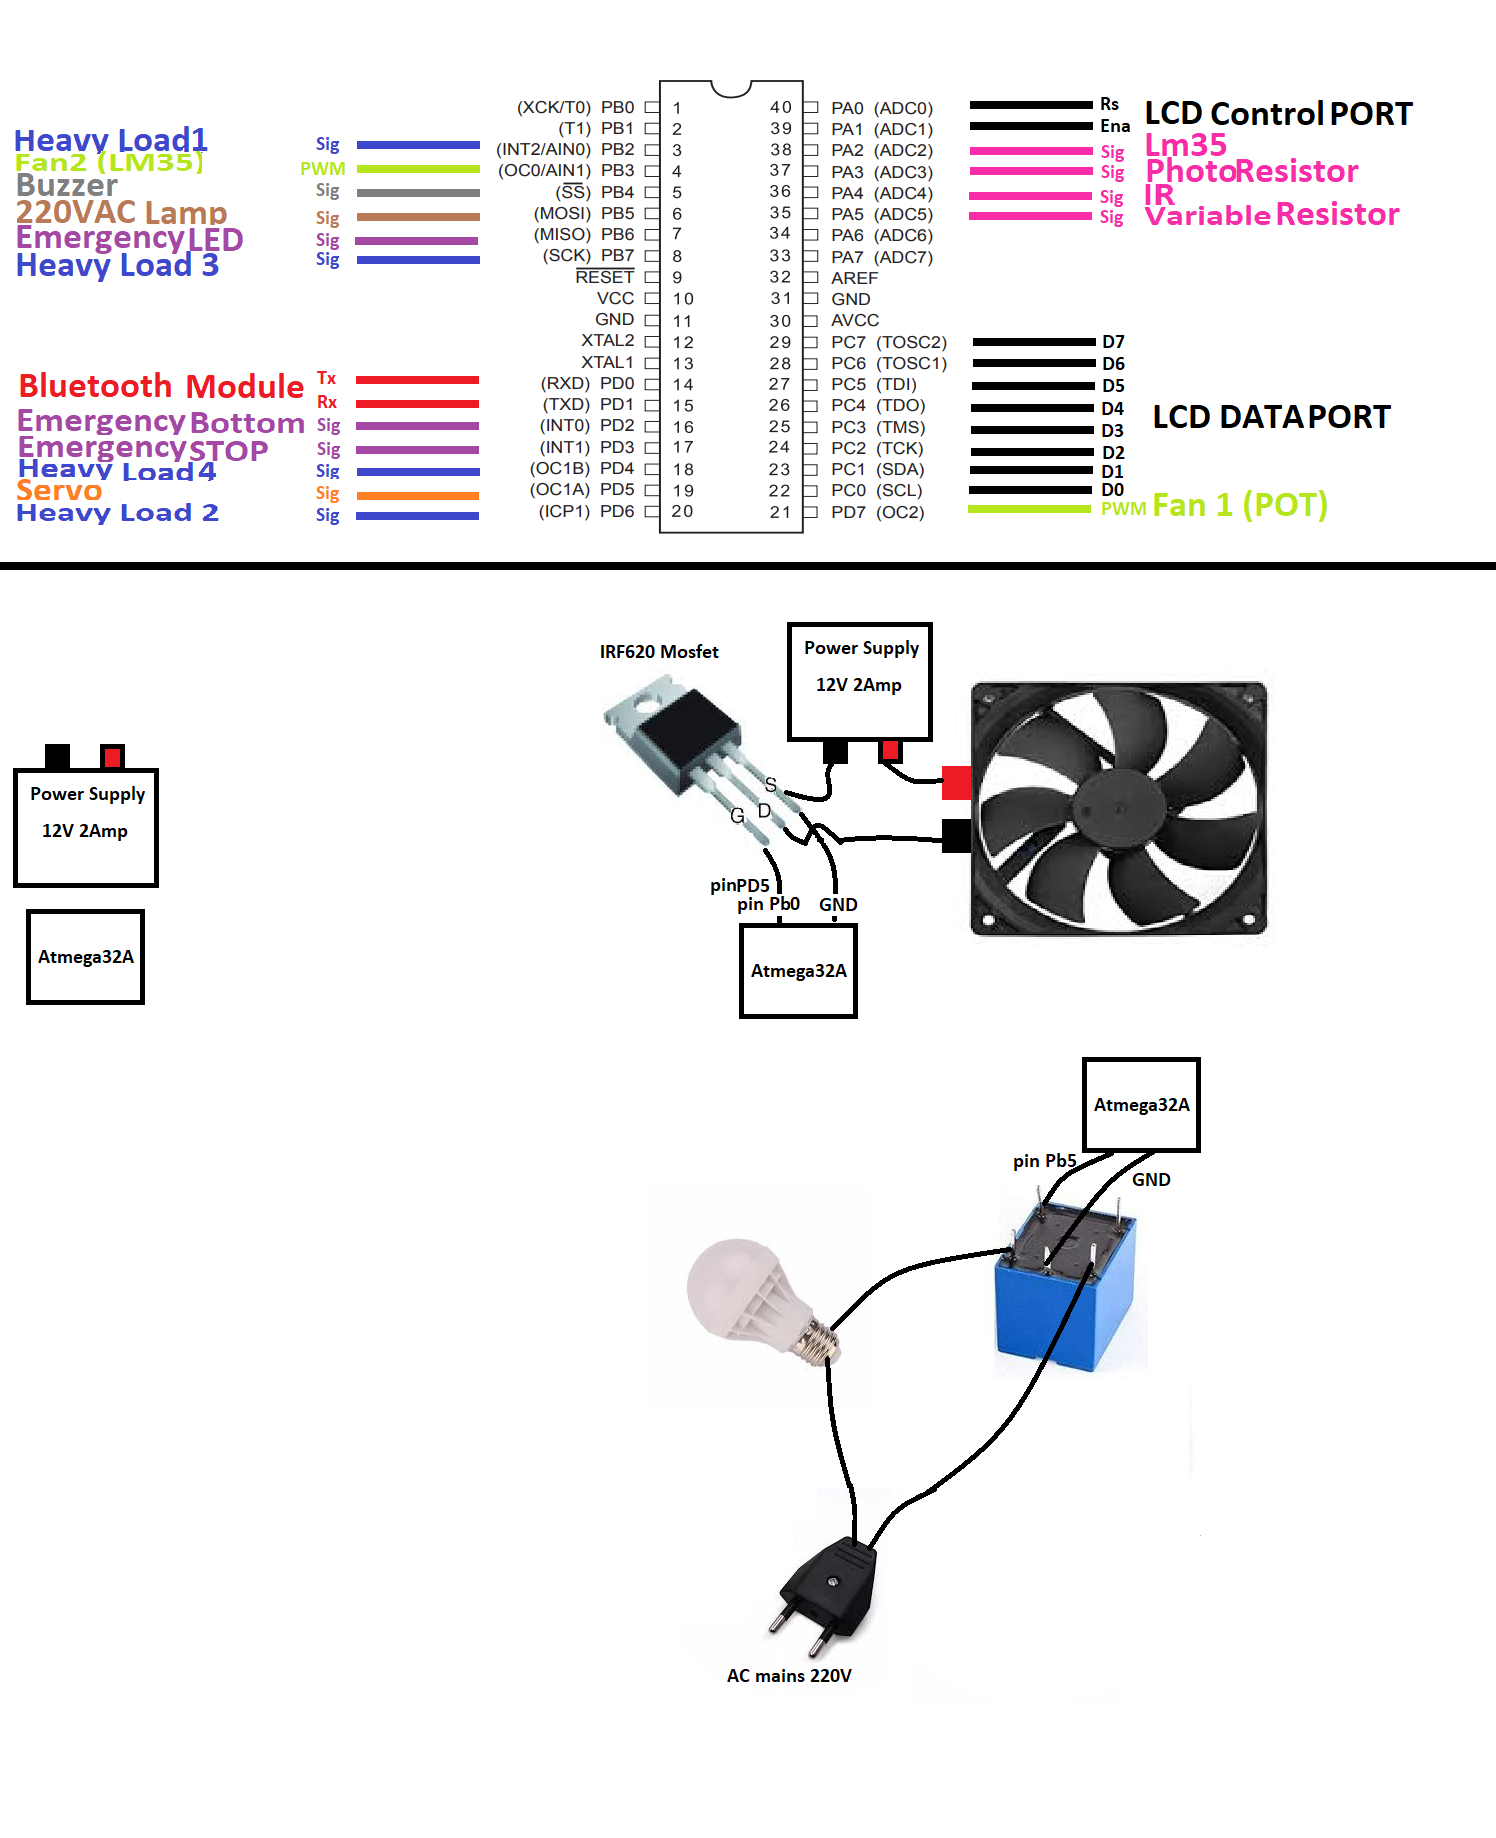 (XCK/T0) PB0 1 40 PA0 (ADC0) Rs LCD Control PORT
(T1) PB1 2 39 PA1 (ADC1) Ena
Heavy Load1 Sig (INT2/AIN0) PB2 3 38 PA2 (ADC2) Sig Lm35
Fan2 (LM35) PWM (OC0/AIN1) PB3 4 37 PA3 (ADC3) Sig PhotoResistor
Buzzer Sig (SS) PB4 5 36 PA4 (ADC4) Sig IR
220VAC Lamp Sig (MOSI) PB5 6 35 PA5 (ADC5) Sig Variable Resistor
Emergency LED Sig (MISO) PB6 7 34 PA6 (ADC6)
Heavy Load 3 Sig (SCK) PB7 8 33 PA7 (ADC7)
RESET 9 32 AREF
VCC 10 31 GND
GND 11 30 AVCC
XTAL2 12 29 PC7 (TOSC2) D7
XTAL1 13 28 PC6 (TOSC1) D6
Bluetooth Module Tx (RXD) PD0 14 27 PC5 (TDI) D5
Rx (TXD) PD1 15 26 PC4 (TDO) D4 LCD DATA PORT
Emergency Bottom Sig (INT0) PD2 16 25 PC3 (TMS) D3
Emergency STOP Sig (INT1) PD3 17 24 PC2 (TCK) D2
Heavy Load 4 Sig (OC1B) PD4 18 23 PC1 (SDA) D1
Servo Sig (OC1A) PD5 19 22 PC0 (SCL) D0
Heavy Load 2 Sig (ICP1) PD6 20 21 PD7 (OC2) PWM Fan 1 (POT)
IRF620 Mosfet
Power Supply
12V 2Amp
S
D
G
Power Supply
12V 2Amp
pinPD5
pin Pb0 GND
Atmega32A
Atmega32A
Atmega32A
pin Pb5
GND
AC mains 220V